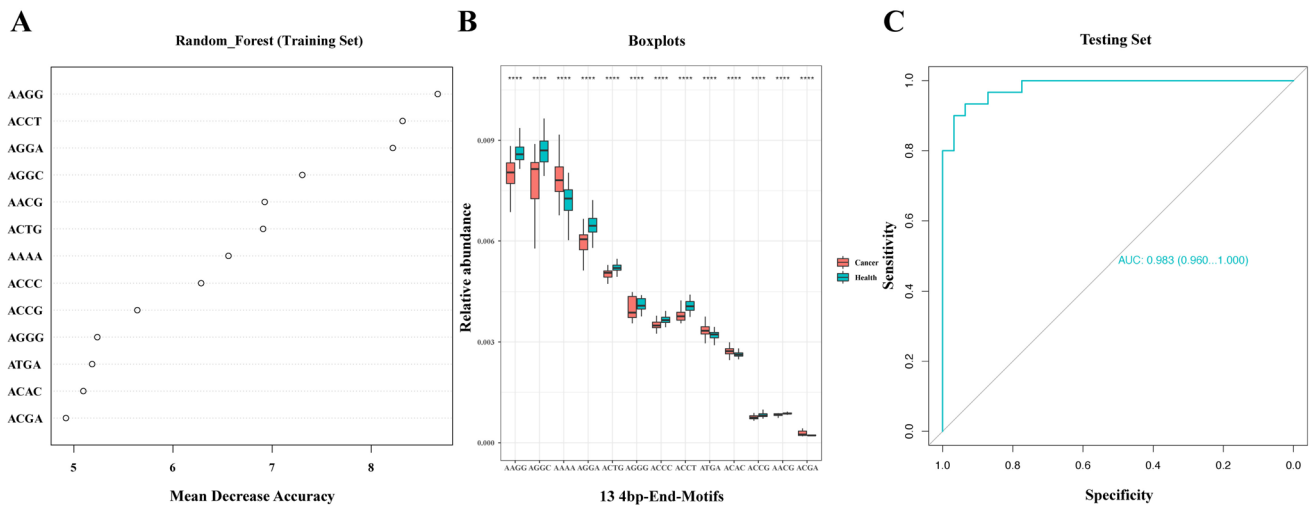 A
Random_Forest (Training Set)
AAGG
ACCT
AGGA
AGGC
AACG
ACTG
AAAA
ACCC
ACCG
AGGG
ATGA
ACAC
ACGA
5 6 7 8
Mean Decrease Accuracy
B
Boxplots
**** **** **** **** **** **** **** **** **** **** **** ****
Relative abundance
0.009
0.006
0.003
0.000
AAGG AGGC AAAA AGGA ACTG AGGG ACCC ACCT ATGA ACAC ACCG AACG ACGA
13 4bp-End-Motifs
Cancer
Health
C
Testing Set
Sensitivity
1.0
0.8
0.6
0.4
0.2
0.0
AUC: 0.983 (0.960...1.000)
1.0 0.8 0.6 0.4 0.2 0.0
Specificity